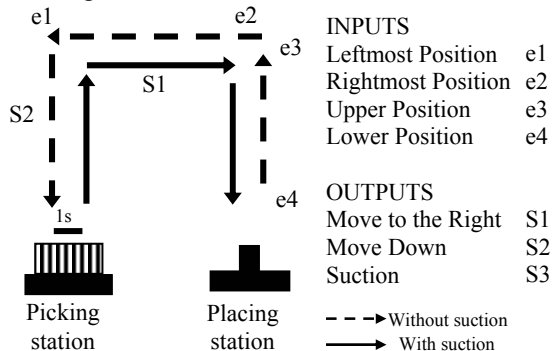 e1
e2
e3
S1
S2
e4
1s
Picking
station
Placing
station
INPUTS
Leftmost Position e1
Rightmost Position e2
Upper Position e3
Lower Position e4
OUTPUTS
Move to the Right S1
Move Down S2
Suction S3
Without suction
With suction